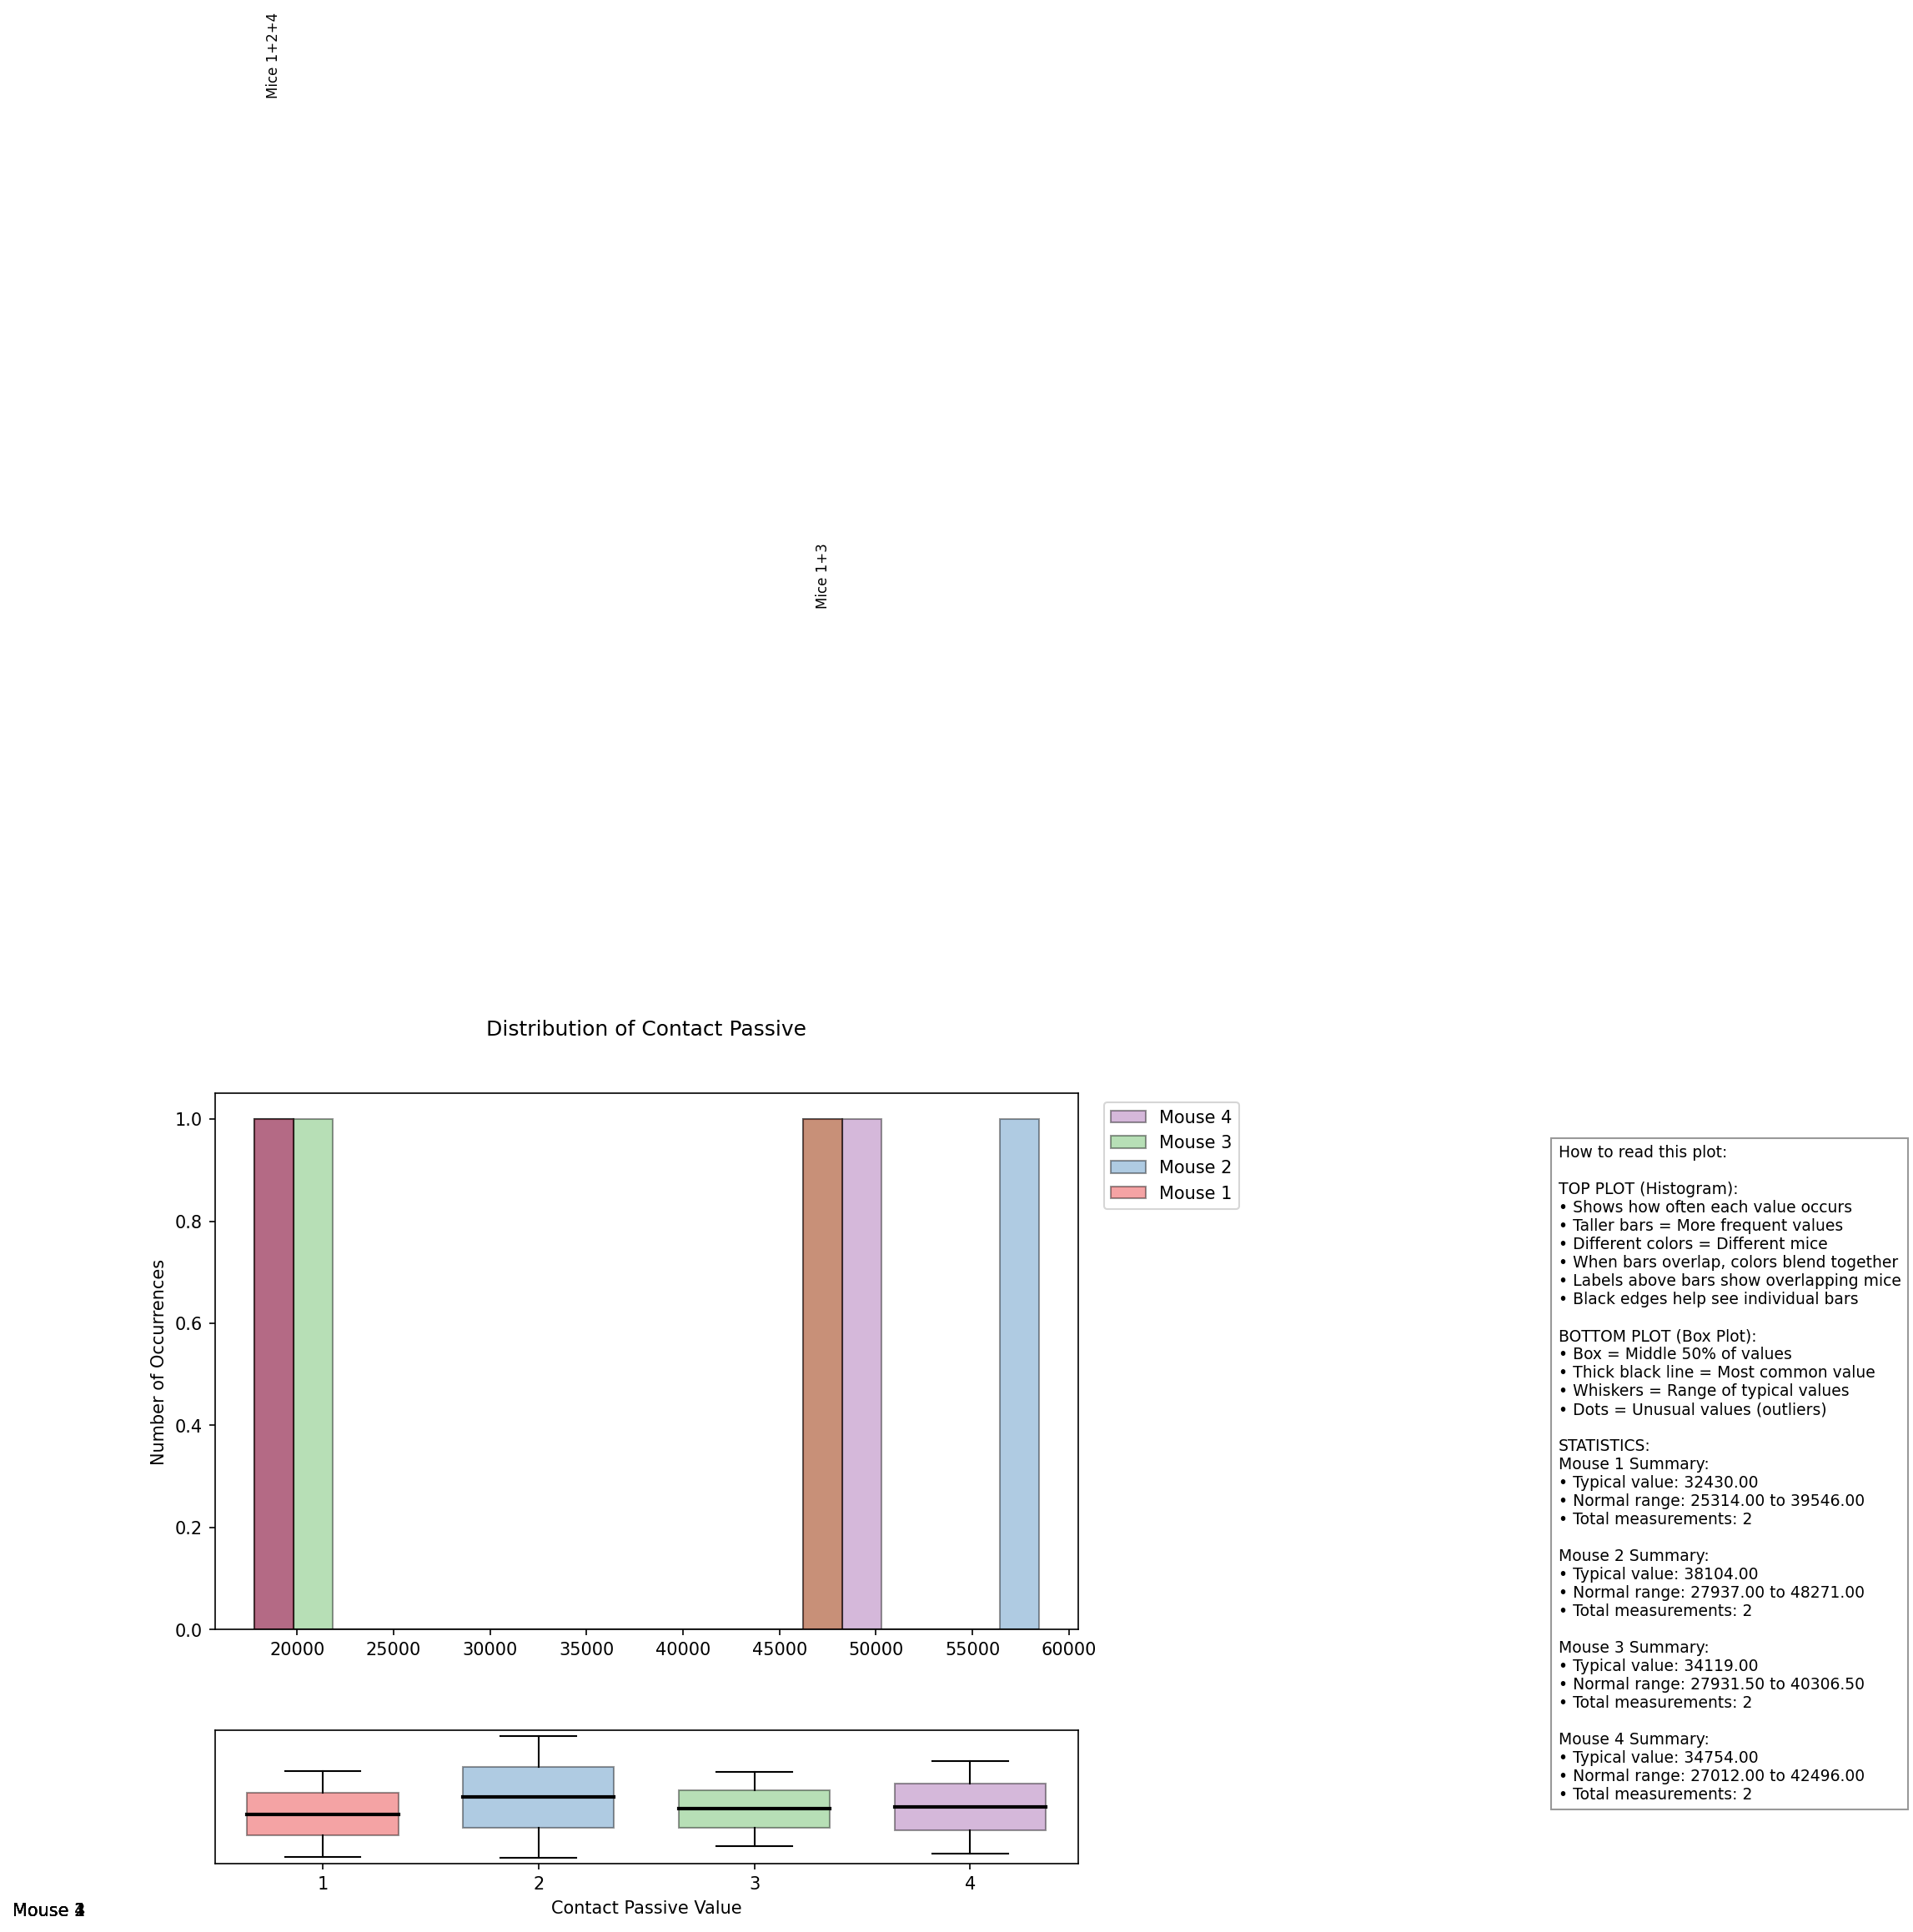 Mice 1+2+4
Mice 1+3
Distribution of Contact Passive
Number of Occurrences
1.0
0.8
0.6
0.4
0.2
0.0
20000 25000 30000 35000 40000 45000 50000 55000 60000
Mouse 4
Mouse 3
Mouse 2
Mouse 1
How to read this plot:
TOP PLOT (Histogram):
• Shows how often each value occurs
• Taller bars = More frequent values
• Different colors = Different mice
• When bars overlap, colors blend together
• Labels above bars show overlapping mice
• Black edges help see individual bars
BOTTOM PLOT (Box Plot):
• Box = Middle 50% of values
• Thick black line = Most common value
• Whiskers = Range of typical values
• Dots = Unusual values (outliers)
STATISTICS:
Mouse 1 Summary:
• Typical value: 32430.00
• Normal range: 25314.00 to 39546.00
• Total measurements: 2
Mouse 2 Summary:
• Typical value: 38104.00
• Normal range: 27937.00 to 48271.00
• Total measurements: 2
Mouse 3 Summary:
• Typical value: 34119.00
• Normal range: 27931.50 to 40306.50
• Total measurements: 2
Mouse 4 Summary:
• Typical value: 34754.00
• Normal range: 27012.00 to 42496.00
• Total measurements: 2
1 2 3 4
Contact Passive Value
Mouse